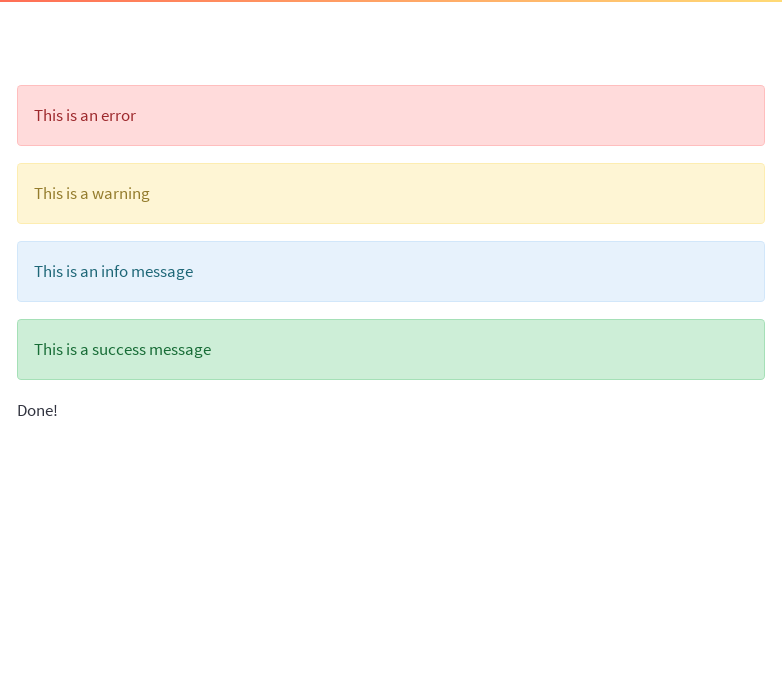 This is an error
This is a warning
This is an info message
This is a success message
Done!